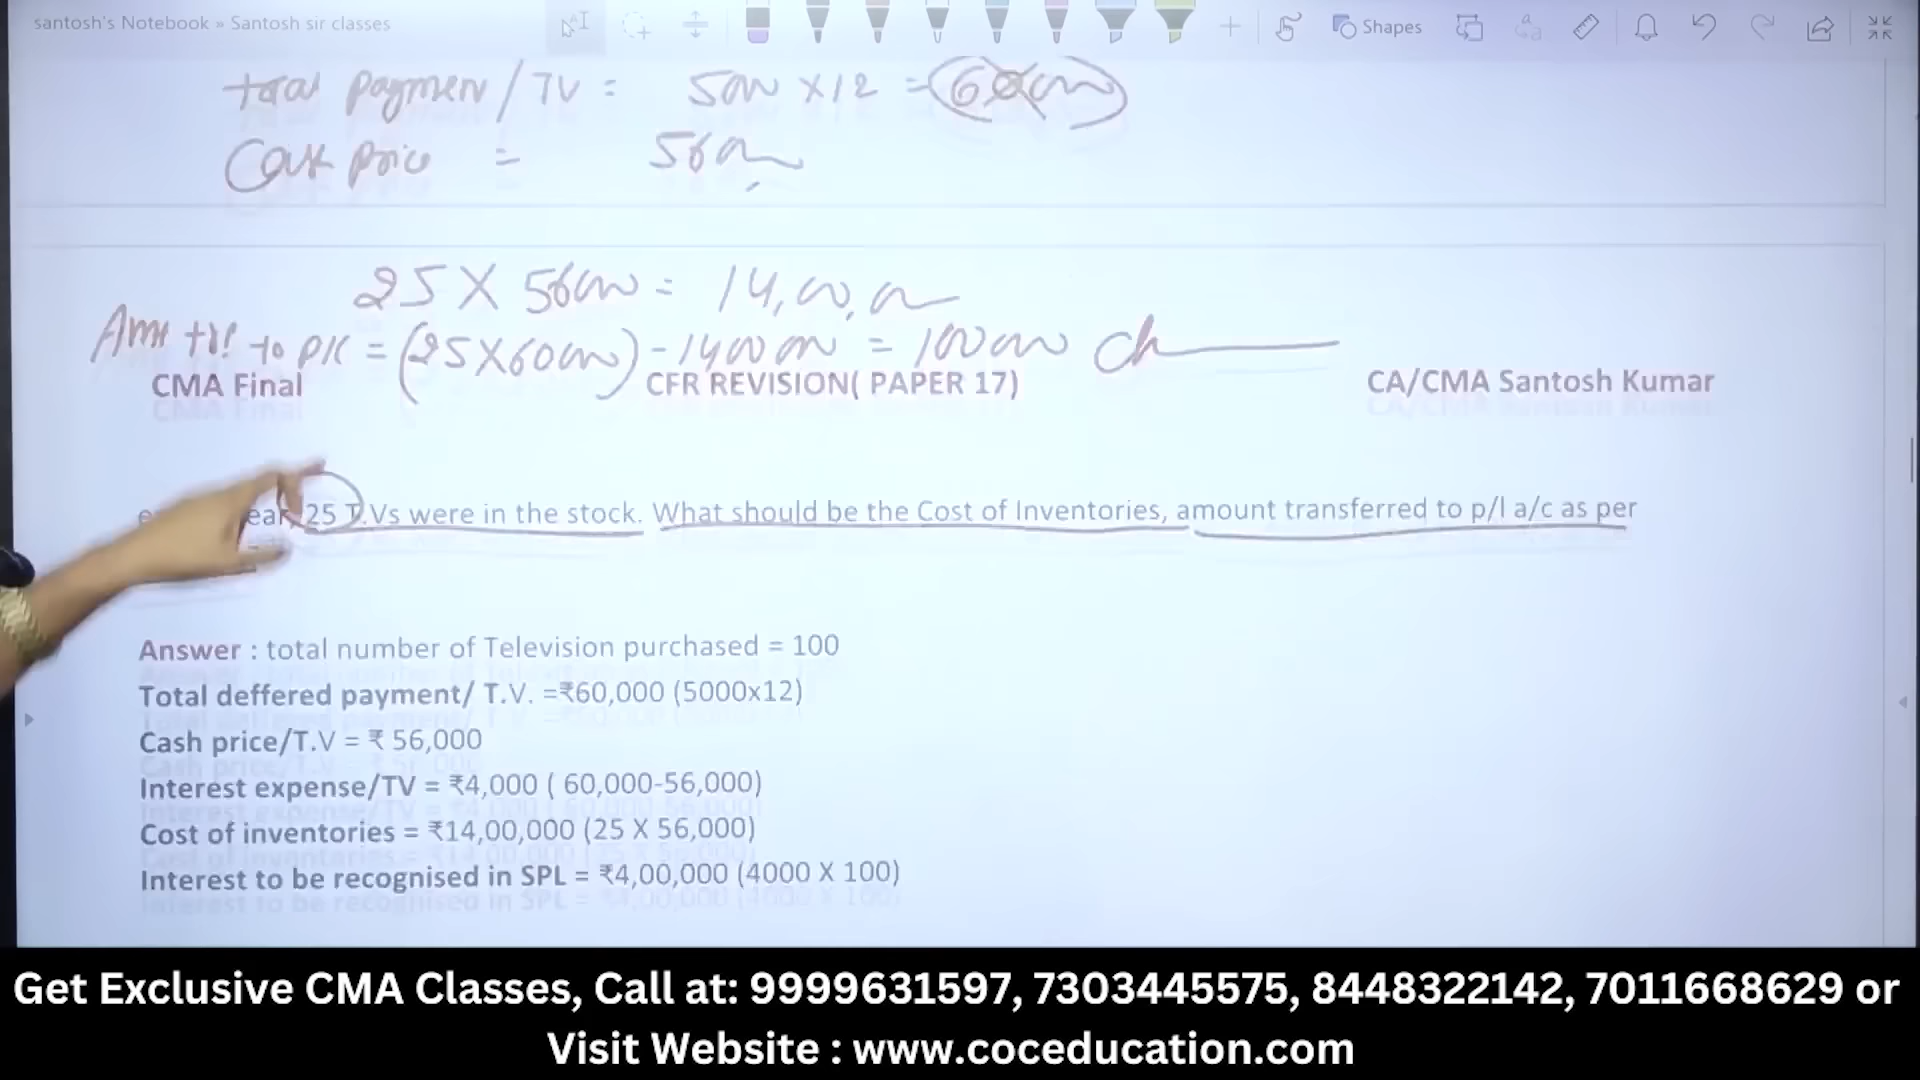 santosh's Notebook » Santosh sir classes
Shapes
total payment / TV = 5000 X12 = 60000
Cash price = 56000
25 X 56000 = 14,00,000
Amt trf to P/L = (25X60000) - 1400000 = 100000
CMA Final CFR REVISION( PAPER 17) CA/CMA Santosh Kumar
25 T.Vs were in the stock. What should be the Cost of Inventories, amount transferred to p/l a/c as per
Answer : total number of Television purchased = 100
Total deffered payment/ T.V. =₹60,000 (5000x12)
Cash price/T.V = ₹ 56,000
Interest expense/TV = ₹4,000 ( 60,000-56,000)
Cost of inventories = ₹14,00,000 (25 X 56,000)
Interest to be recognised in SPL = ₹4,00,000 (4000 X 100)
Get Exclusive CMA Classes, Call at: 9999631597, 7303445575, 8448322142, 7011668629 or
Visit Website : www.coceducation.com